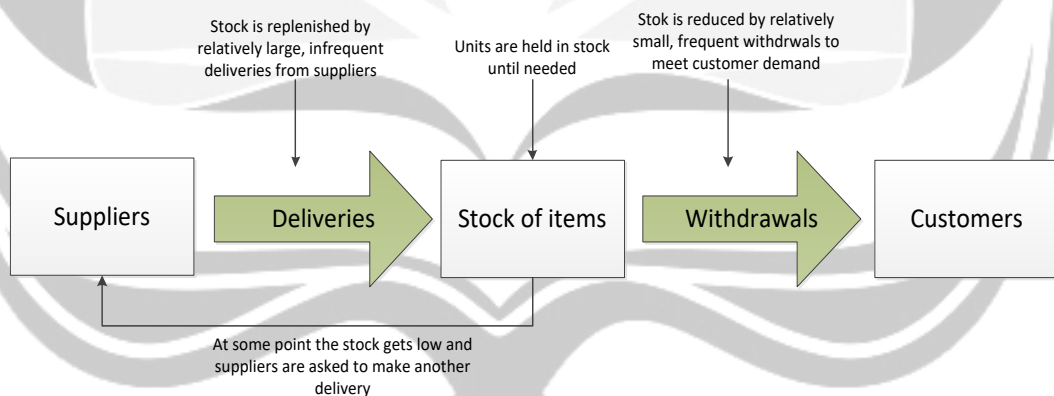 Stock is replenished by
relatively large, infrequent
deliveries from suppliers
Units are held in stock
until needed
Stok is reduced by relatively
small, frequent withdrwals to
meet customer demand
Suppliers
Deliveries
Stock of items
Withdrawals
Customers
At some point the stock gets low and
suppliers are asked to make another
delivery